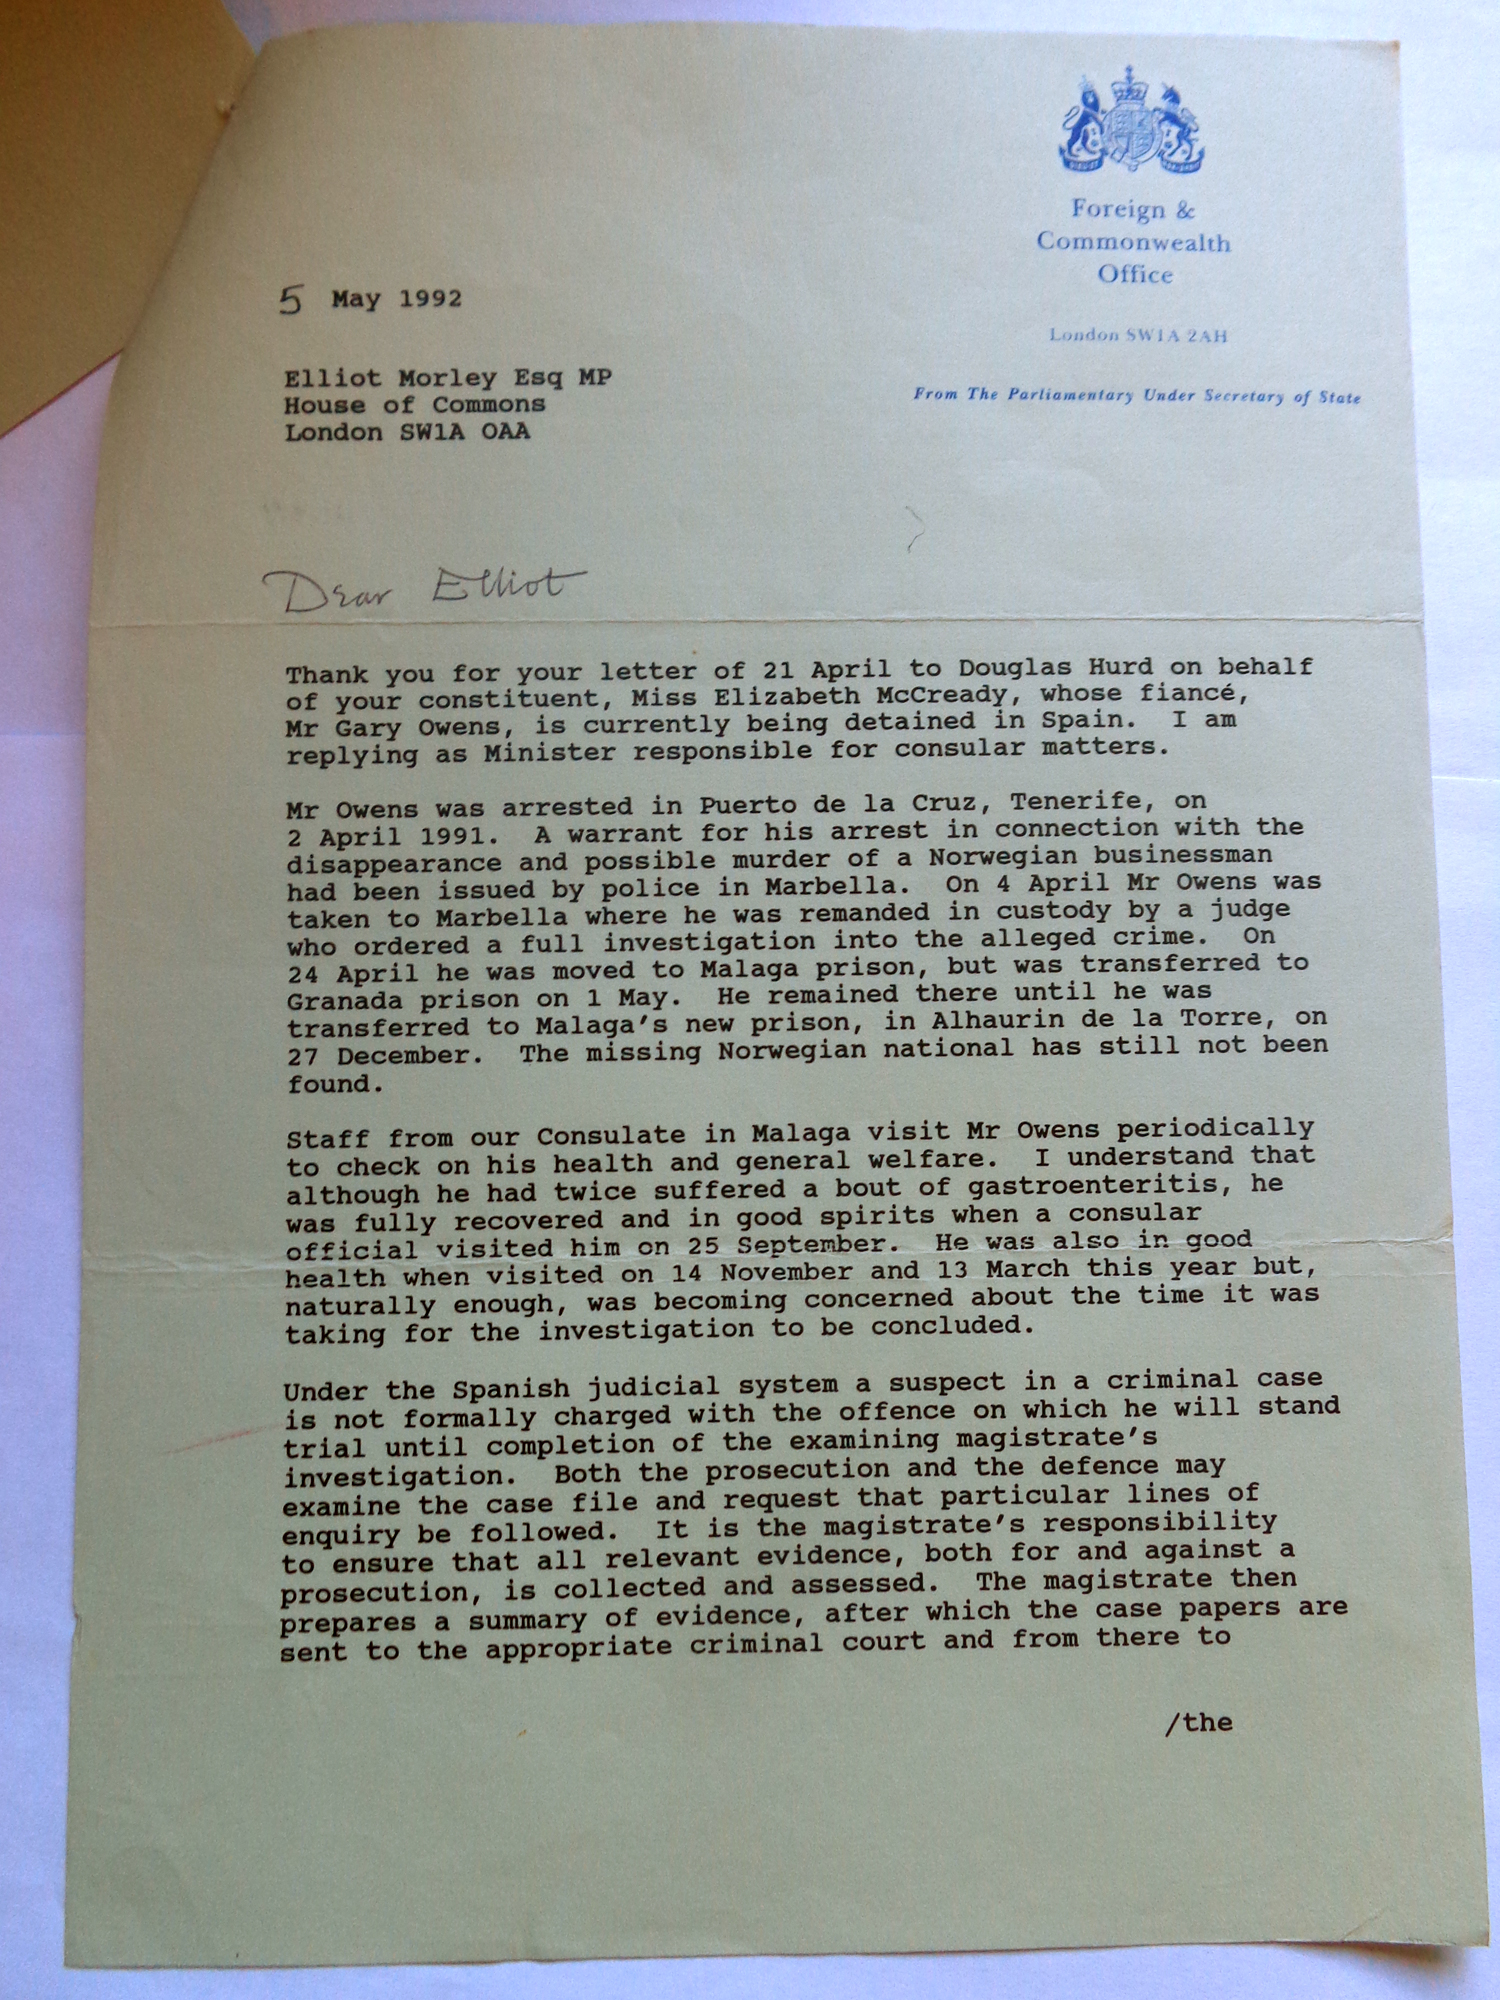 Foreign &
Commonwealth
Office
London SW1A 2AH
From The Parliamentary Under Secretary of State
5 May 1992
Elliot Morley Esq MP
House of Commons
London SW1A OAA
Dear Elliot
Thank you for your letter of 21 April to Douglas Hurd on behalf
of your constituent, Miss Elizabeth McCready, whose fiancé,
Mr Gary Owens, is currently being detained in Spain. I am
replying as Minister responsible for consular matters.
Mr Owens was arrested in Puerto de la Cruz, Tenerife, on
2 April 1991. A warrant for his arrest in connection with the
disappearance and possible murder of a Norwegian businessman
had been issued by police in Marbella. On 4 April Mr Owens was
taken to Marbella where he was remanded in custody by a judge
who ordered a full investigation into the alleged crime. On
24 April he was moved to Malaga prison, but was transferred to
Granada prison on 1 May. He remained there until he was
transferred to Malaga's new prison, in Alhaurin de la Torre, on
27 December. The missing Norwegian national has still not been
found.
Staff from our Consulate in Malaga visit Mr Owens periodically
to check on his health and general welfare. I understand that
although he had twice suffered a bout of gastroenteritis, he
was fully recovered and in good spirits when a consular
official visited him on 25 September. He was also in good
health when visited on 14 November and 13 March this year but,
naturally enough, was becoming concerned about the time it was
taking for the investigation to be concluded.
Under the Spanish judicial system a suspect in a criminal case
is not formally charged with the offence on which he will stand
trial until completion of the examining magistrate's
investigation. Both the prosecution and the defence may
examine the case file and request that particular lines of
enquiry be followed. It is the magistrate's responsibility
to ensure that all relevant evidence, both for and against a
prosecution, is collected and assessed. The magistrate then
prepares a summary of evidence, after which the case papers are
sent to the appropriate criminal court and from there to
/the